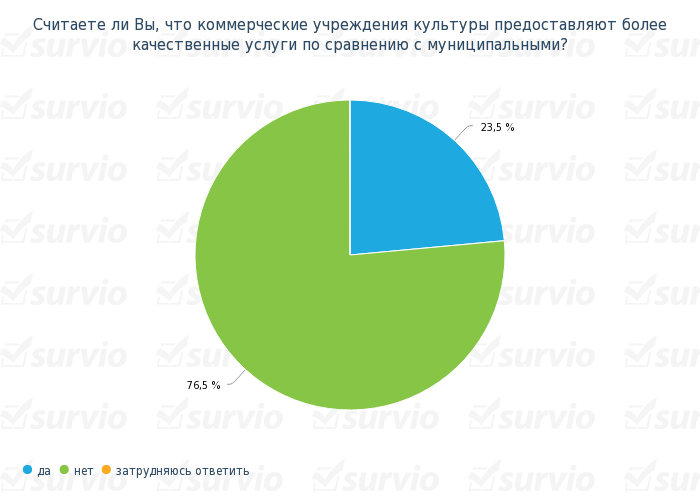 Считаете ли Вы, что коммерческие учреждения культуры предоставляют более
качественные услуги по сравнению с муниципальными?
23,5 %
76,5 %
да нет затрудняюсь ответить
survio